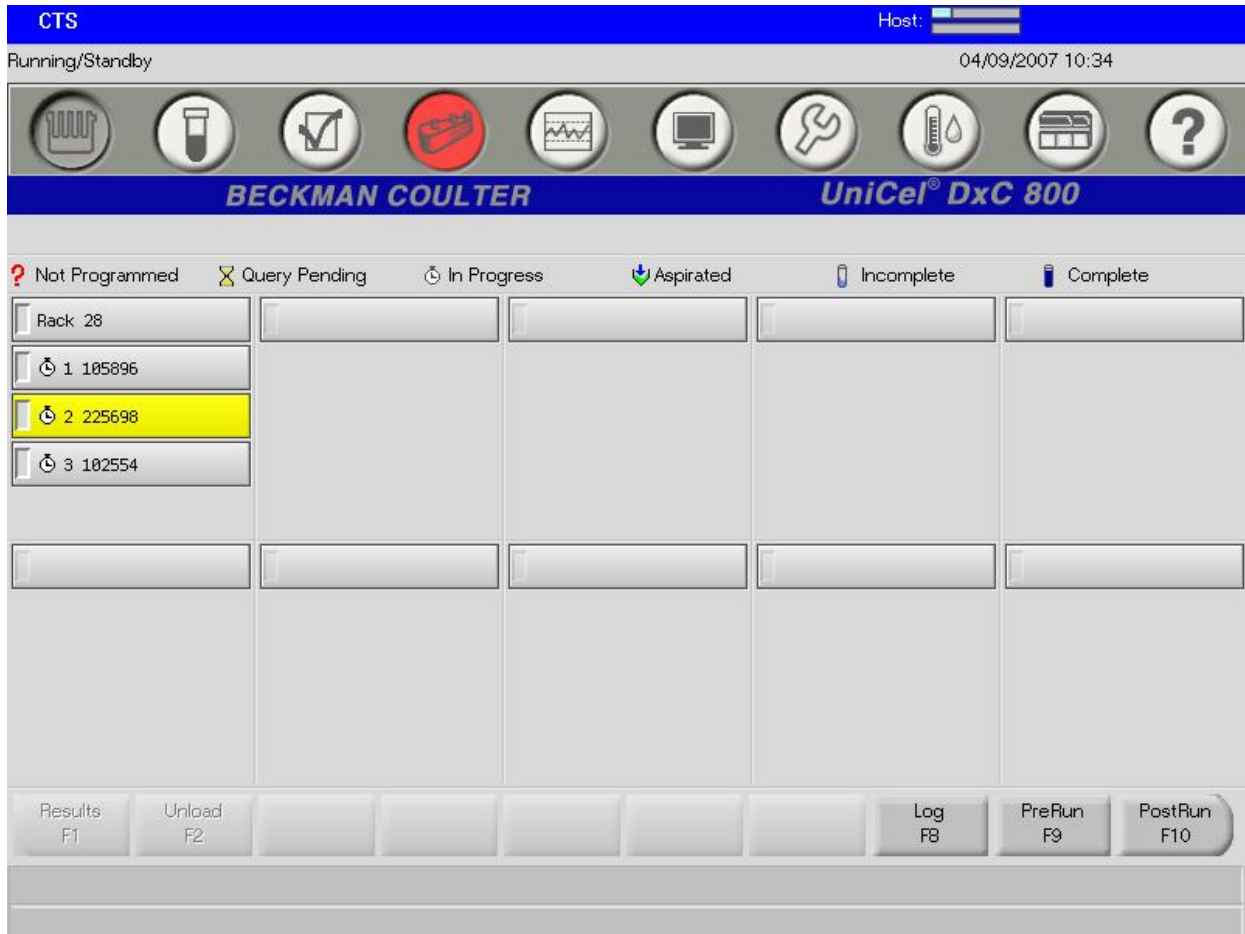 CTS Host:
Running/Standby 04/09/2007 10:34
?
BECKMAN COULTER UniCel® DxC 800
? Not Programmed Query Pending In Progress Aspirated Incomplete Complete
Rack 28
1 105896
2 225698
3 102554
Results Unload Log PreRun PostRun
F1 F2 F8 F9 F10